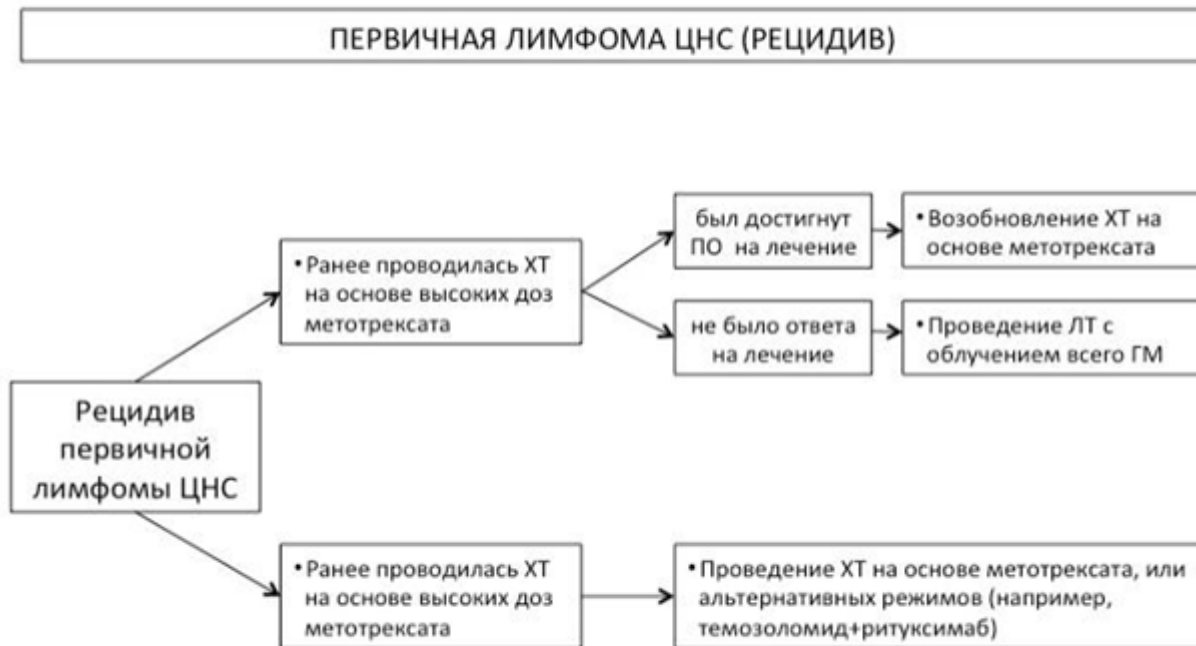 ПЕРВИЧНАЯ ЛИМФОМА ЦНС (РЕЦИДИВ)
Рецидив
первичной
лимфомы ЦНС
• Ранее проводилась ХТ
на основе высоких доз
метотрексата
был достигнут
ПО на лечение
• Возобновление ХТ на
основе метотрексата
не было ответа
на лечение
• Проведение ЛТ с
облучением всего ГМ
• Ранее проводилась ХТ
на основе высоких доз
метотрексата
• Проведение ХТ на основе метотрексата, или
альтернативных режимов (например,
темозоломид+ритуксимаб)